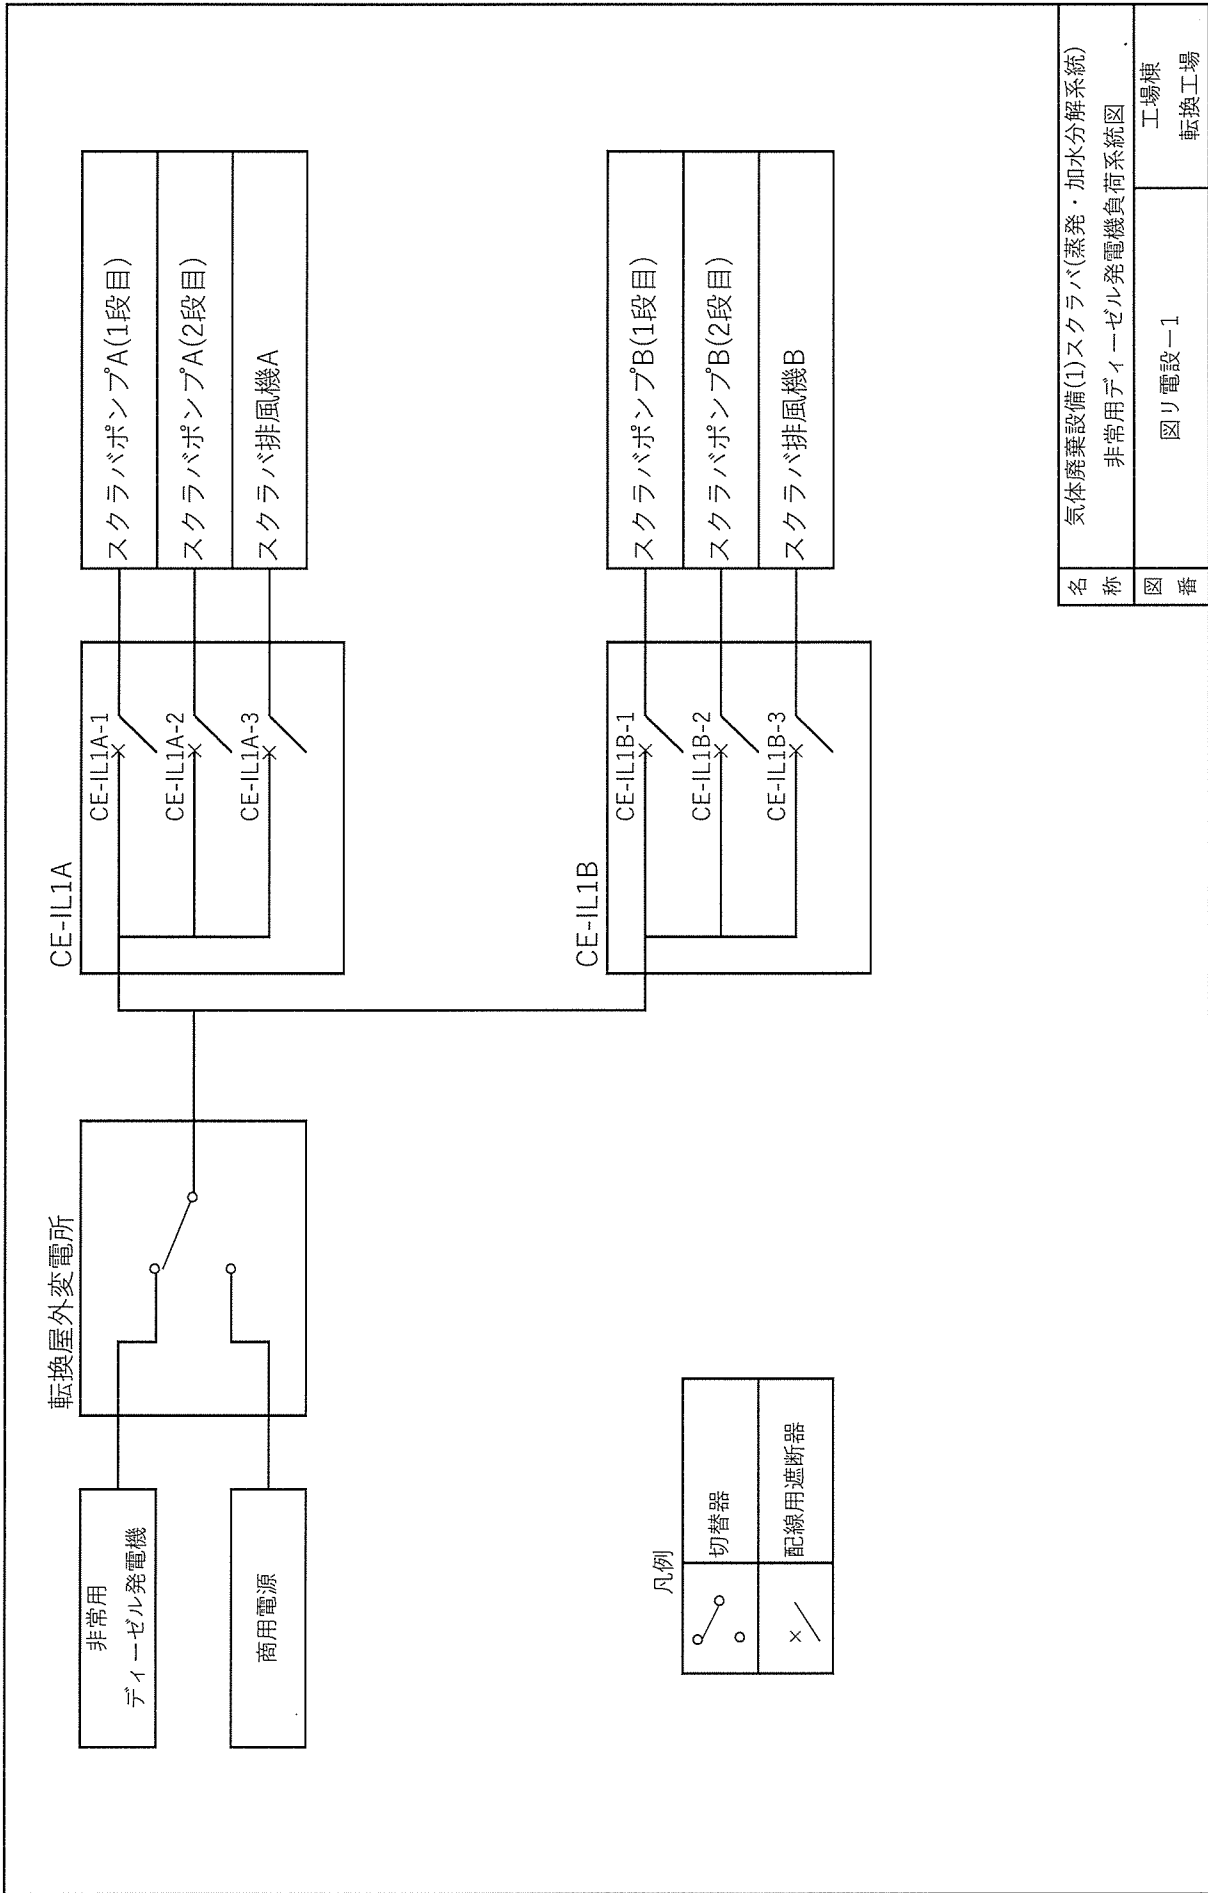 転換屋外変電所
非常用
ディーゼル発電機
商用電源
CE-IL1A
CE-IL1A-1
CE-IL1A-2
CE-IL1A-3
スクラバポンプA(1段目)
スクラバポンプA(2段目)
スクラバ排風機A
CE-IL1B
CE-IL1B-1
CE-IL1B-2
CE-IL1B-3
スクラバポンプB(1段目)
スクラバポンプB(2段目)
スクラバ排風機B
凡例
切替器
配線用遮断器
名称
気体廃棄設備(1)スクラバ(蒸発・加水分解系統)
非常用ディーゼル発電機負荷系統図
図番
図リ電設ー1
工場棟
転換工場